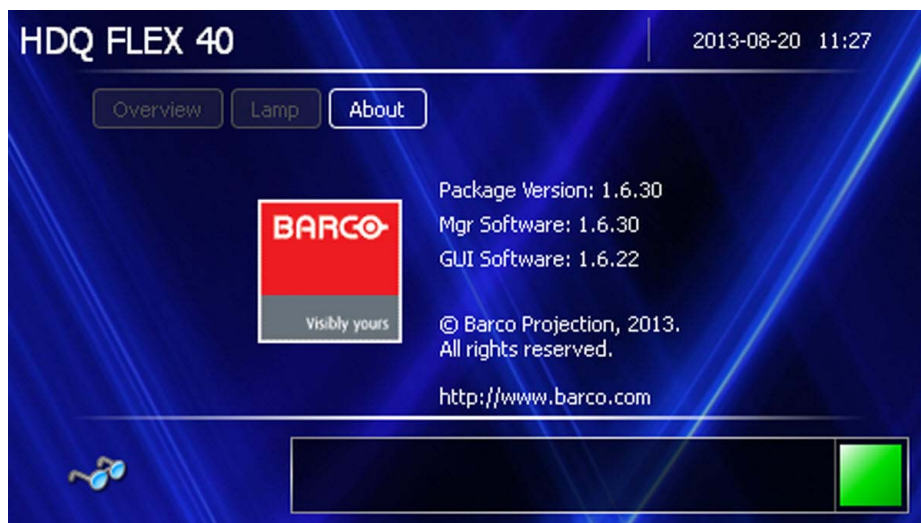 HDQ FLEX 40
2013-08-20 11:27
Overview Lamp About
Package Version: 1.6.30
Mgr Software: 1.6.30
GUI Software: 1.6.22
BARCO
Visibly yours
© Barco Projection, 2013.
All rights reserved.
http://www.barco.com